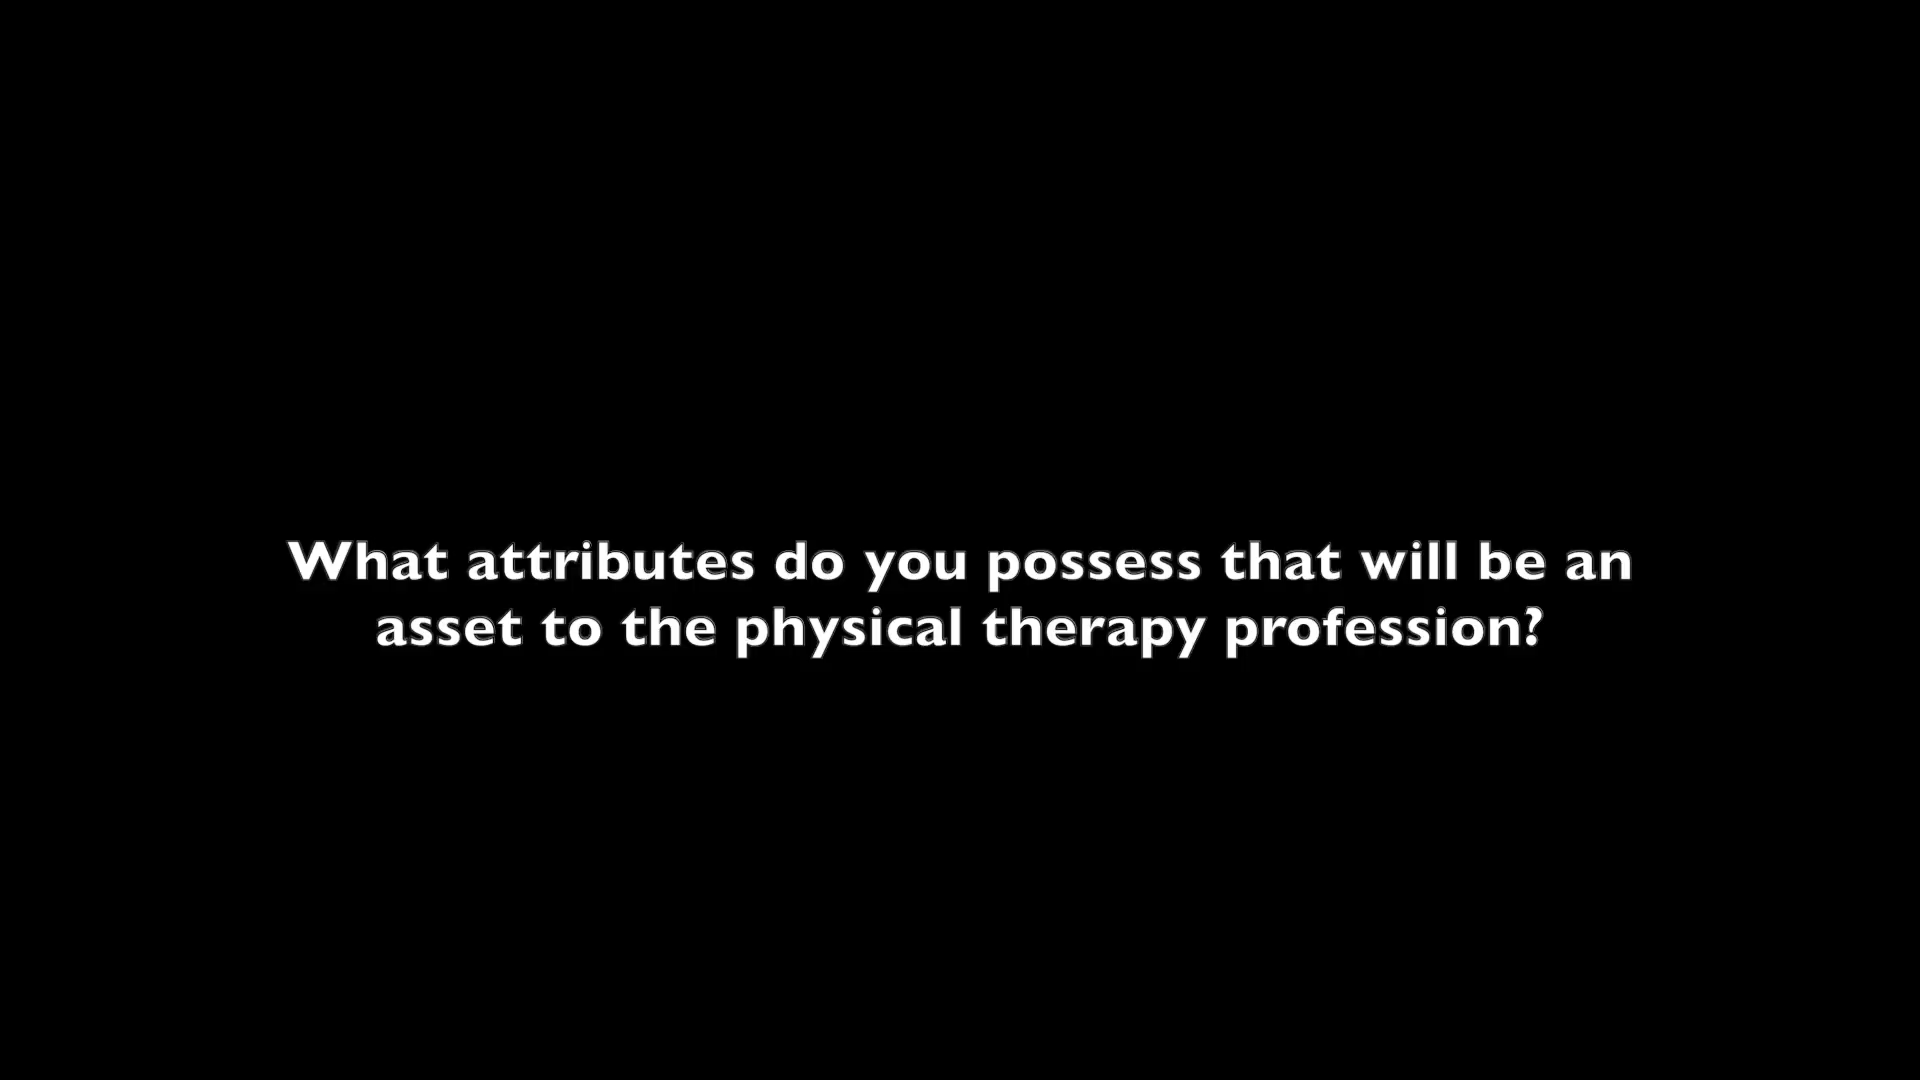 What attributes do you possess that will be an
asset to the physical therapy profession?